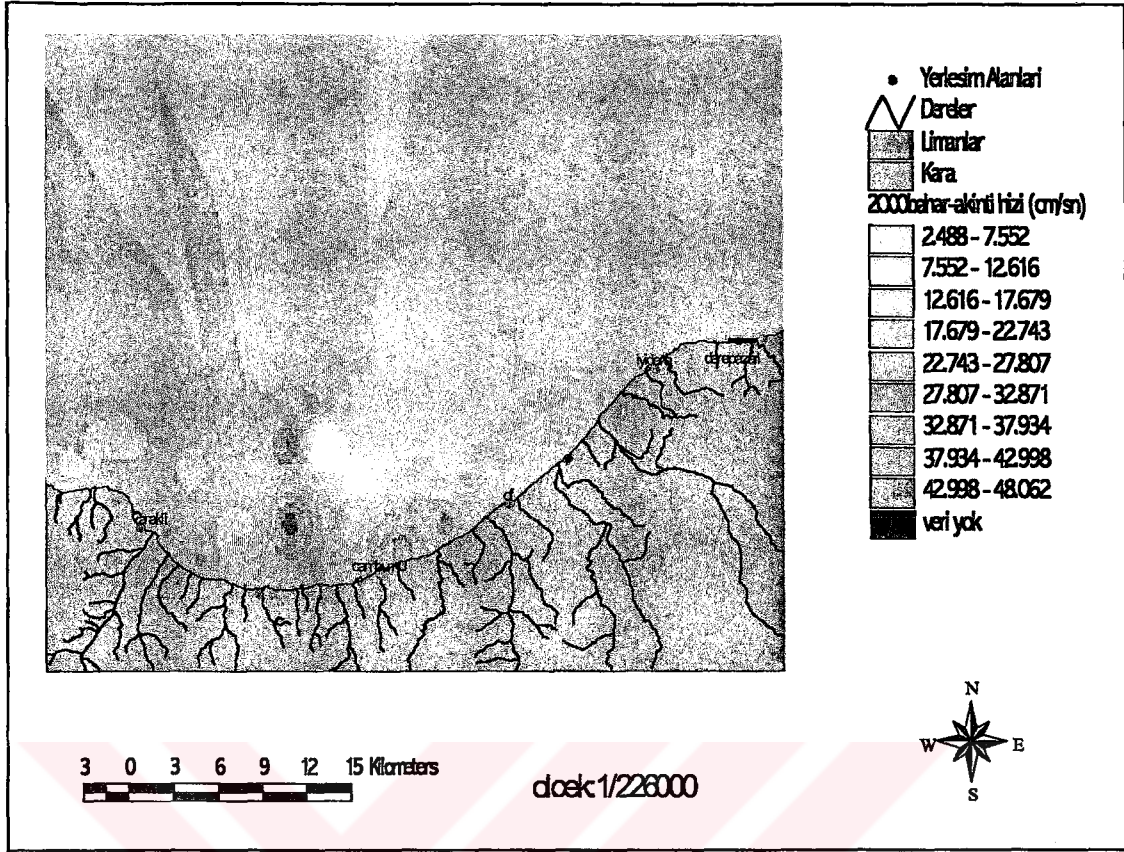 Yerlesim Alanlari
Dereler
Limanlar
Kara
2000bahar-akinti hizi (cm/sn)
2.488 - 7.552
7.552 - 12.616
12.616 - 17.679
17.679 - 22.743
22.743 - 27.807
27.807 - 32.871
32.871 - 37.934
37.934 - 42.998
42.998 - 48.062
veri yok
derepazari
of
camburnu
N
W E
S
3 0 3 6 9 12 15 Kilometers
olcek:1/226000